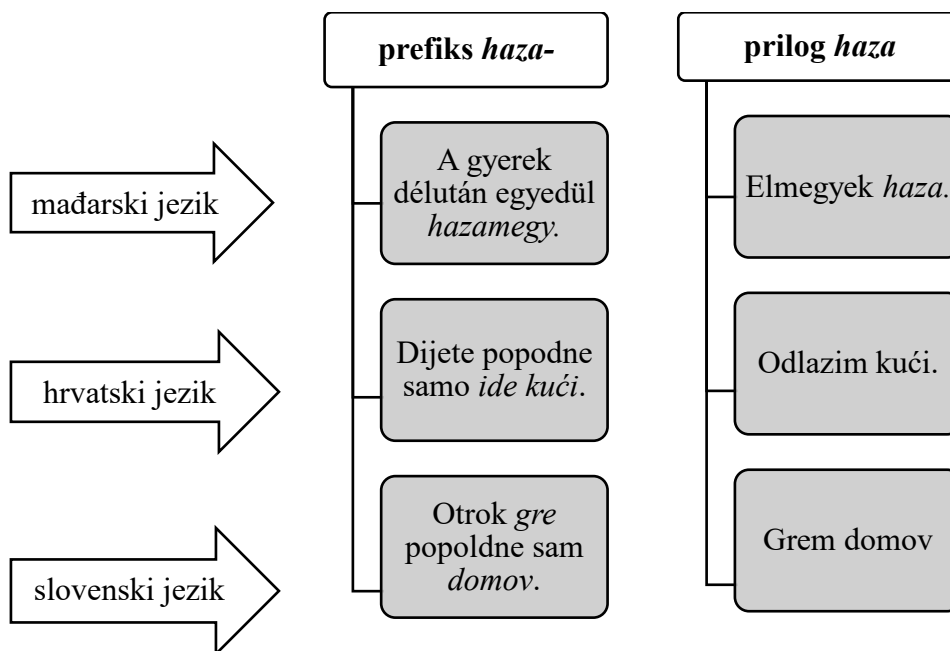 prefiks haza-
prilog haza
mađarski jezik
A gyerek
délután egyedül
hazamegy.
Elmegyek haza.
hrvatski jezik
Dijete popodne
samo ide kući.
Odlazim kući.
slovenski jezik
Otrok gre
popoldne sam
domov.
Grem domov